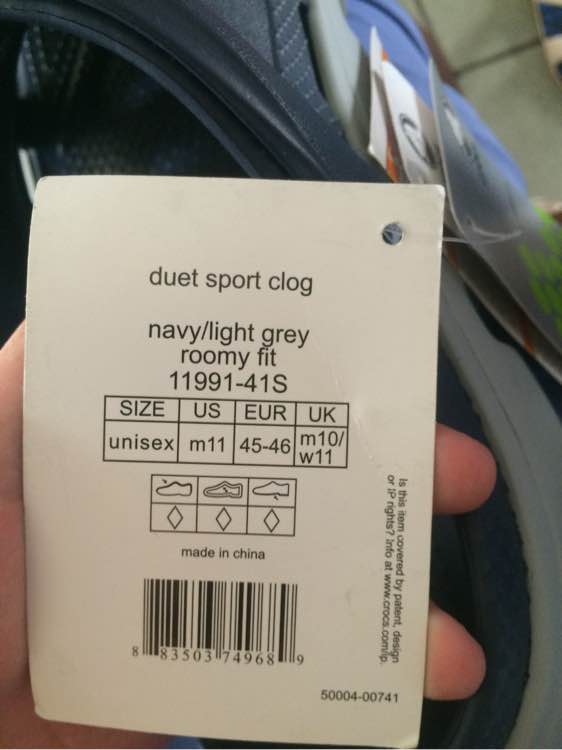 duet sport clog
navy/light grey
roomy fit
11991-41S
SIZE US EUR UK
unisex m11 45-46 m10/
w11
made in china
8 83503 74968 9
50004-00741
Is this item covered by patent, design
or IP rights? Info at www.crocs.com/ip.